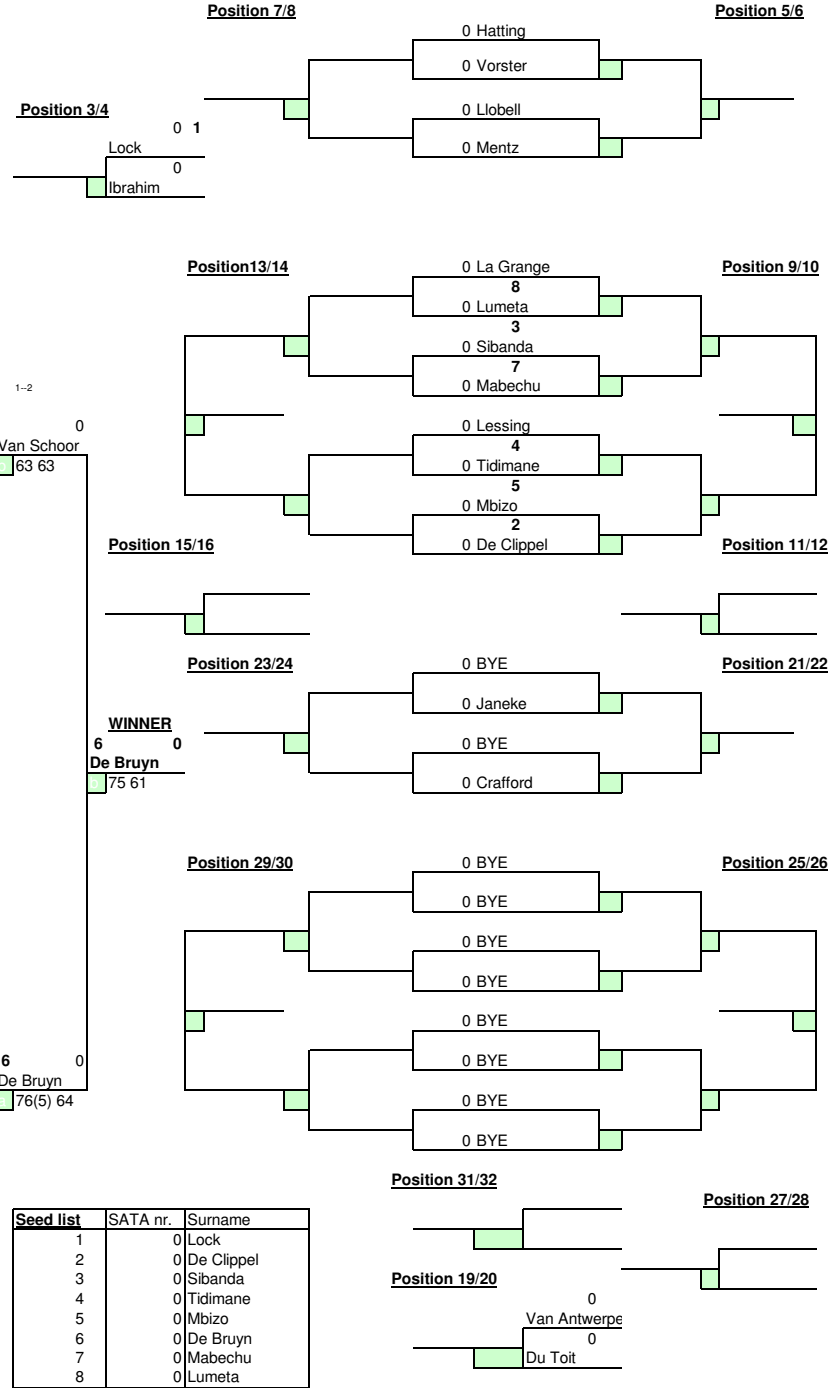 Position 7/8
Position 5/6
0 Hatting
0 Vorster
Position 3/4
0 Llobell
0 1
Lock
0 Mentz
0
Ibrahim
Position13/14
0 La Grange
Position 9/10
8
0 Lumeta
3
0 Sibanda
7
1--2
0 Mabechu
0
0 Lessing
Van Schoor
4
63 63
0 Tidimane
5
0 Mbizo
2
Position 15/16
0 De Clippel
Position 11/12
Position 23/24
0 BYE
Position 21/22
0 Janeke
WINNER
6 0
0 BYE
De Bruyn
75 61
0 Crafford
Position 29/30
0 BYE
Position 25/26
0 BYE
0 BYE
0 BYE
0 BYE
6 0
0 BYE
De Bruyn
76(5) 64
0 BYE
0 BYE
Position 31/32
Position 27/28
Seed list SATA nr. Surname
1 0 Lock
2 0 De Clippel
3 0 Sibanda
4 0 Tidimane
5 0 Mbizo
6 0 De Bruyn
7 0 Mabechu
8 0 Lumeta
Position 19/20
0
Van Antwerpe
0
Du Toit